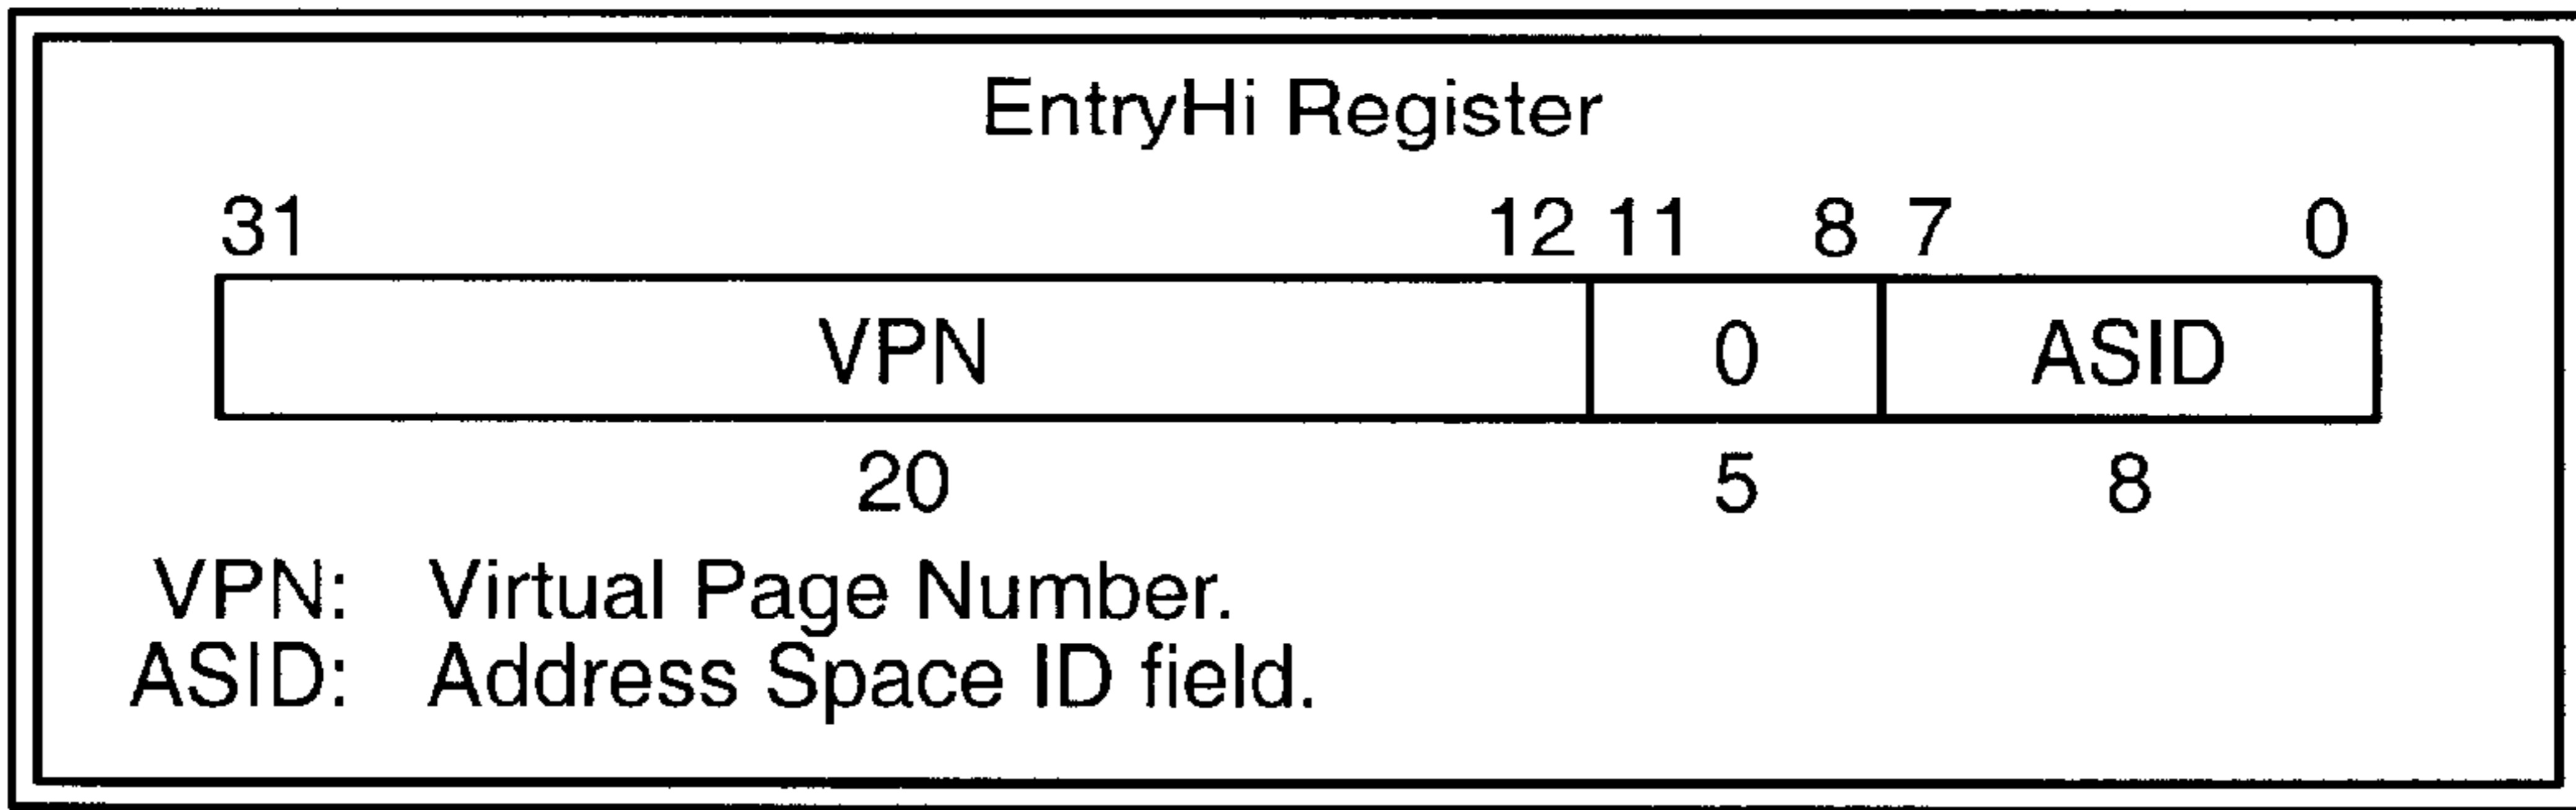 EntryHi Register
31 12 11 8 7 0
VPN 0 ASID
20 5 8
VPN: Virtual Page Number.
ASID: Address Space ID field.